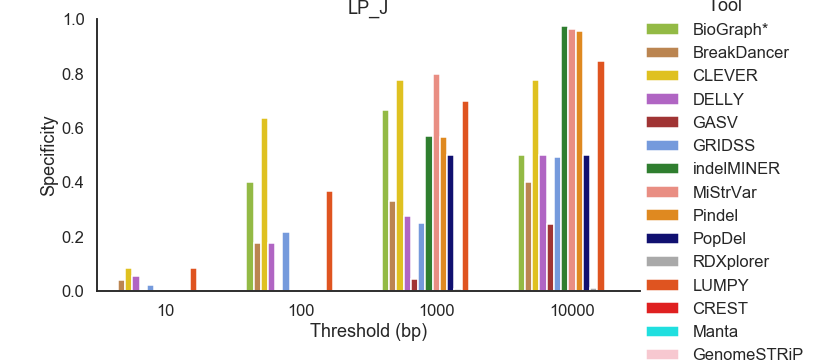 LP_J
Tool
1.0
0.8
0.6
0.4
0.2
0.0
Specificity
10
100
1000
10000
Threshold (bp)
BioGraph*
BreakDancer
CLEVER
DELLY
GASV
GRIDSS
indelMINER
MiStrVar
Pindel
PopDel
RDXplorer
LUMPY
CREST
Manta
GenomeSTRiP